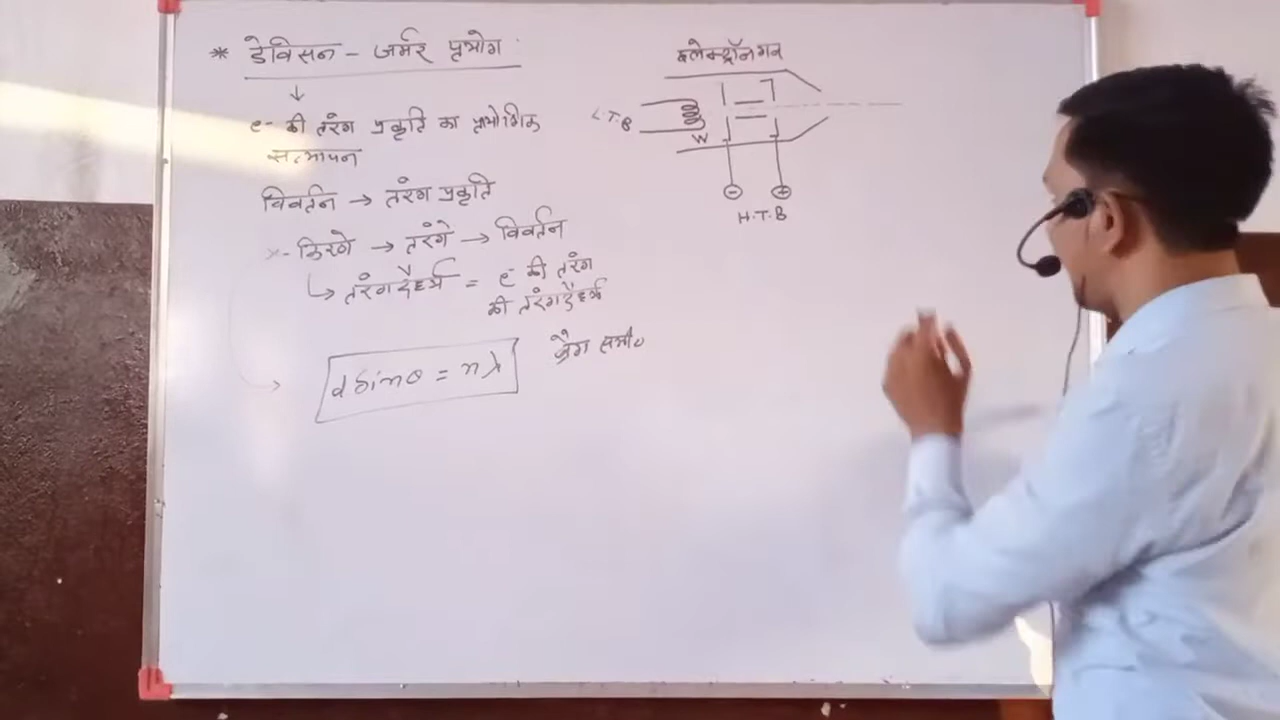 * डेविसन - जर्मर प्रयोग
↓
e- की तरंग प्रकृति का प्रायोगिक
सत्यापन
विवर्तन → तरंग प्रकृति
x- किरणे → तरंगे → विवर्तन
↳ तरंगदैर्ध्य = e- की तरंग
की तरंगदैर्ध्य
d sinθ = nλ
ब्रैग समी०
इलेक्ट्रॉनगन
L.T.B
W
- +
H.T.B